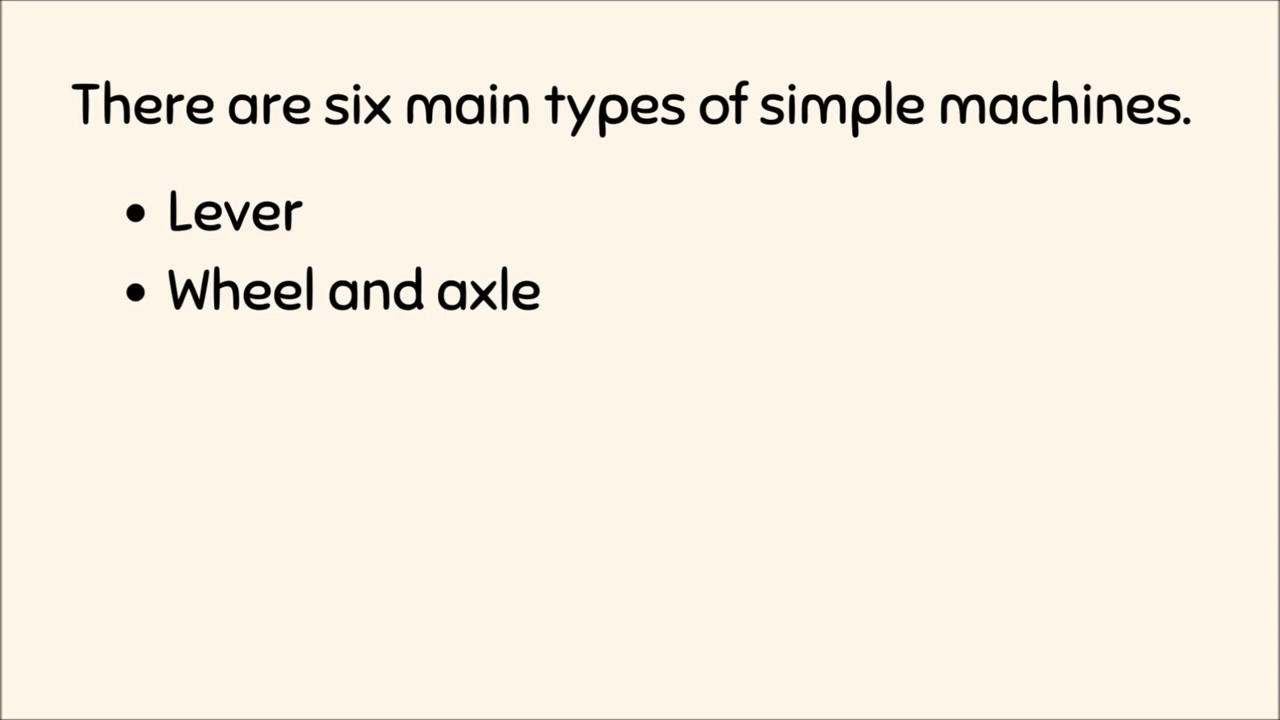 There are six main types of simple machines.
• Lever
• Wheel and axle